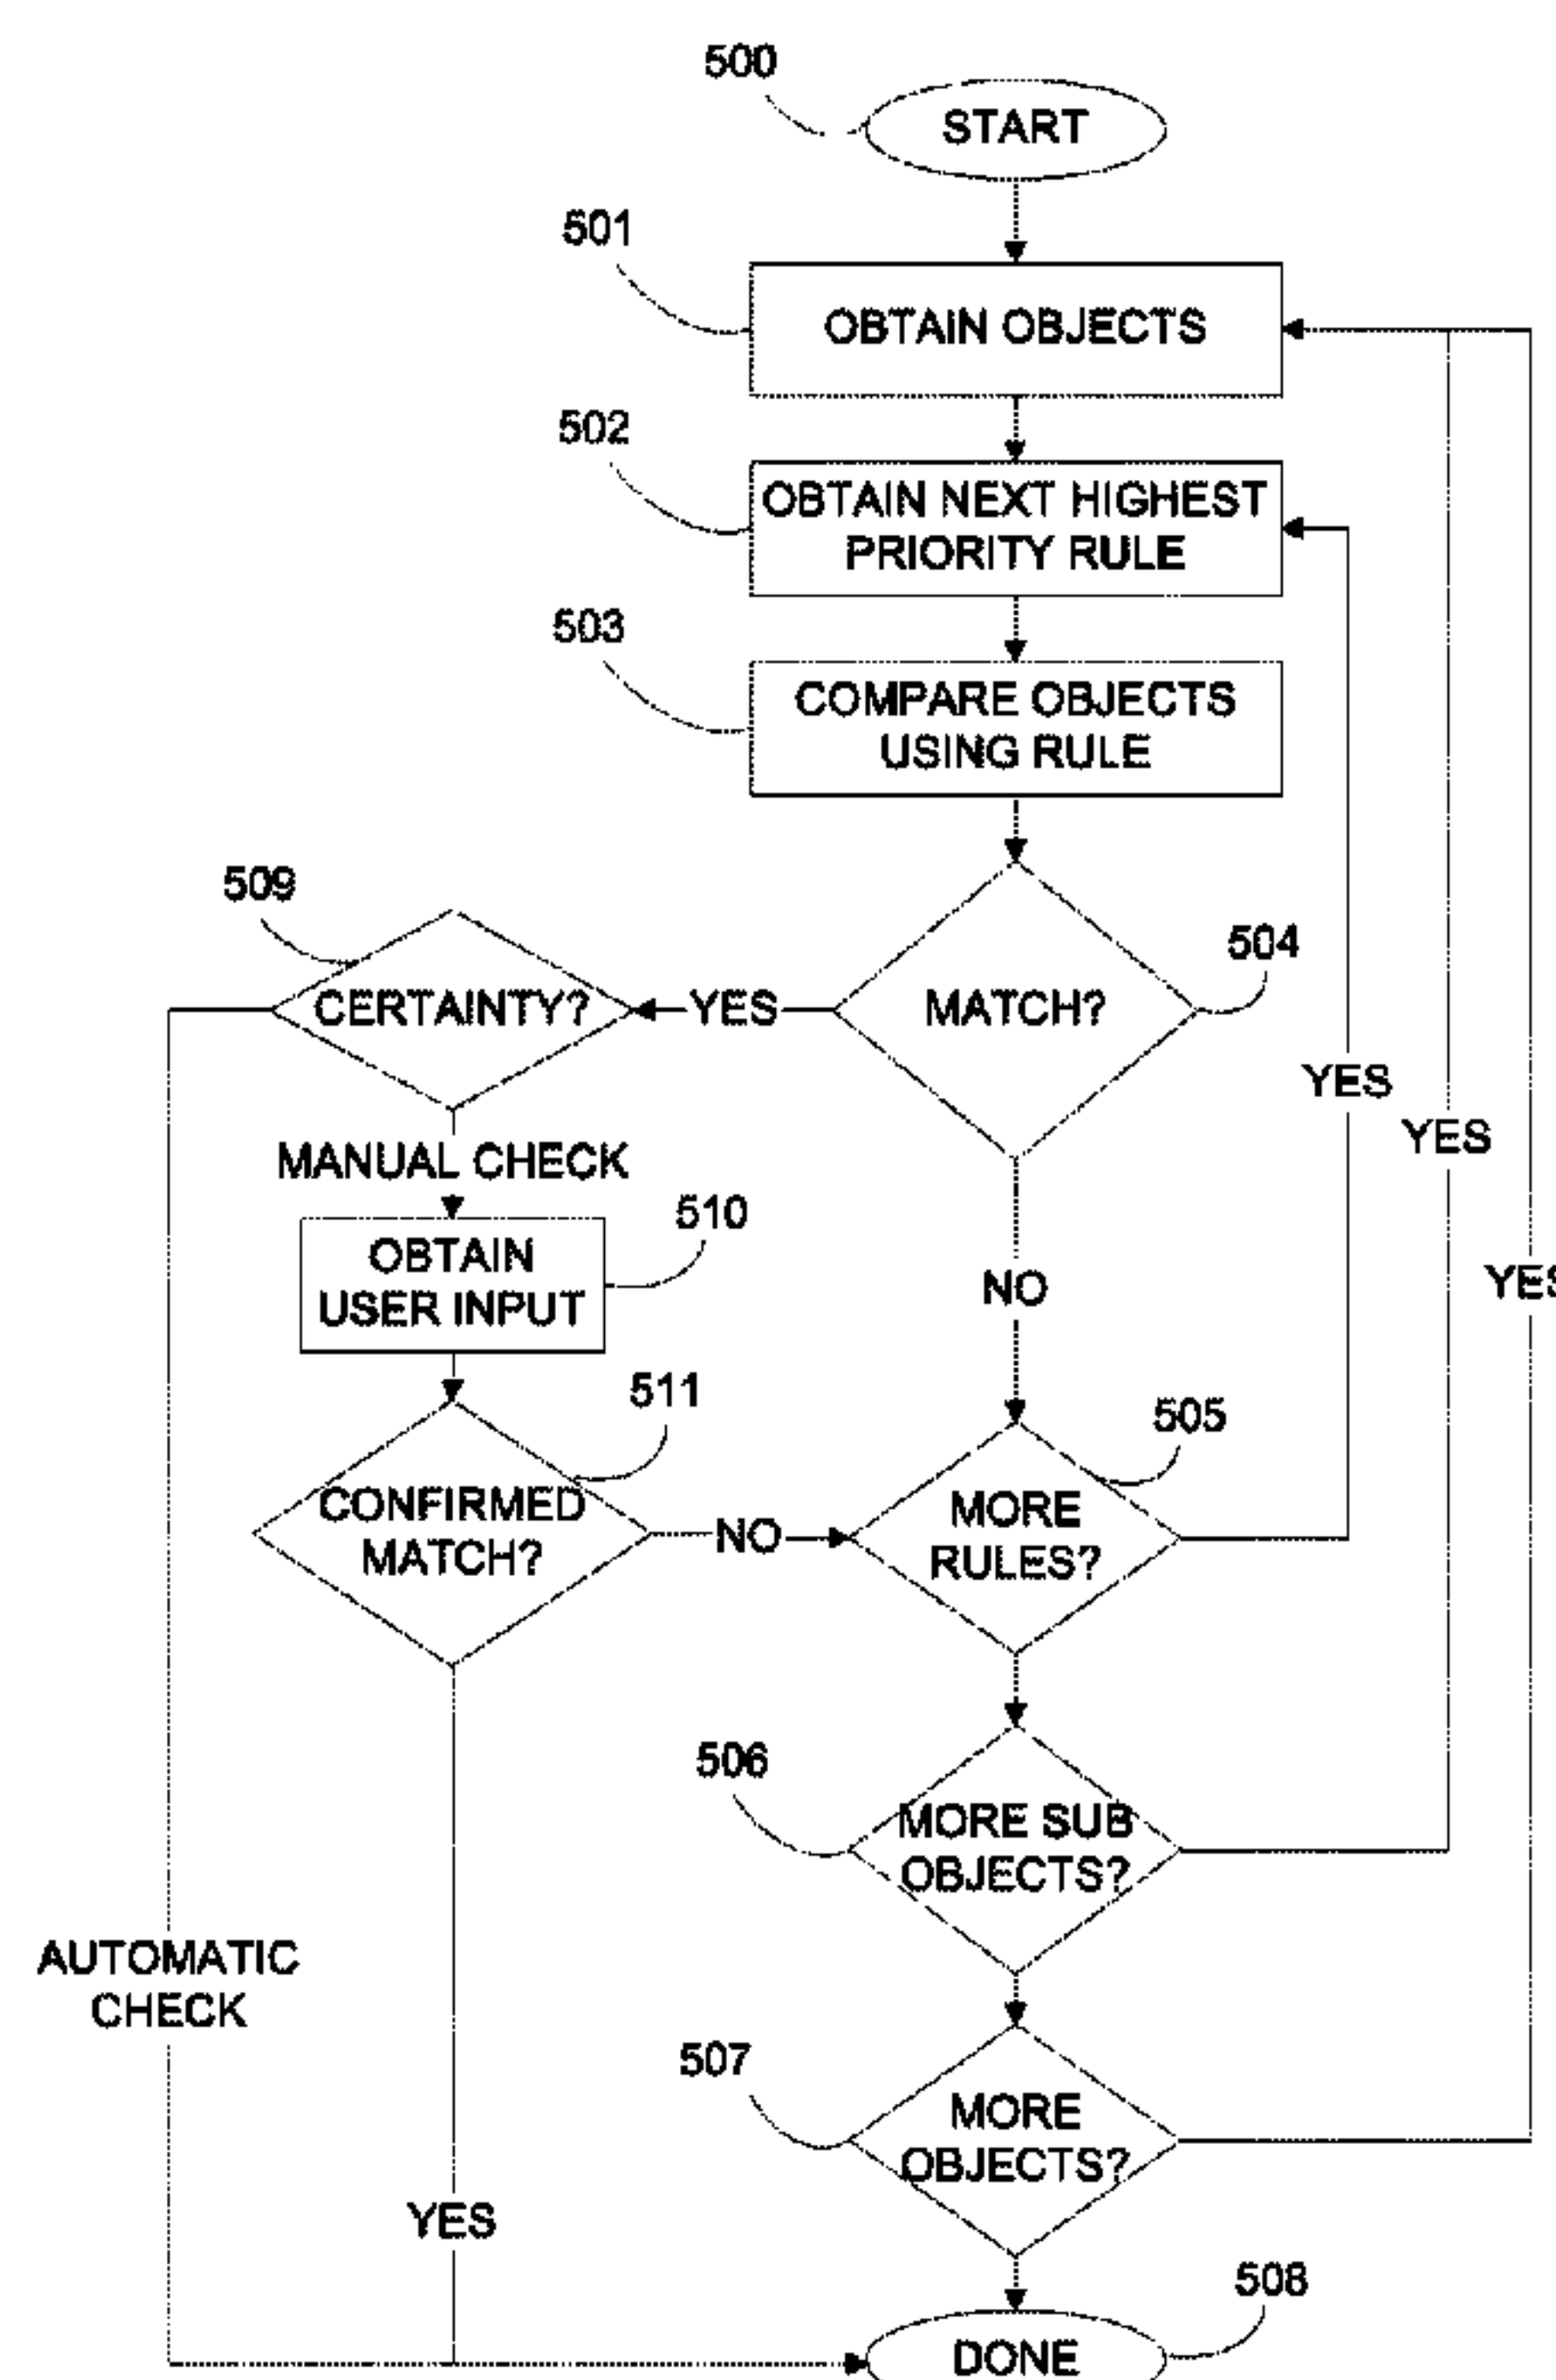 500
START
501
OBTAIN OBJECTS
502
OBTAIN NEXT HIGHEST
PRIORITY RULE
503
COMPARE OBJECTS
USING RULE
509
504
CERTAINTY?
YES
MATCH?
YES
YES
MANUAL CHECK
510
OBTAIN
USER INPUT
NO
YES
511
505
CONFIRMED
MATCH?
NO
MORE
RULES?
506
MORE SUB
OBJECTS?
AUTOMATIC
CHECK
507
MORE
OBJECTS?
YES
508
DONE